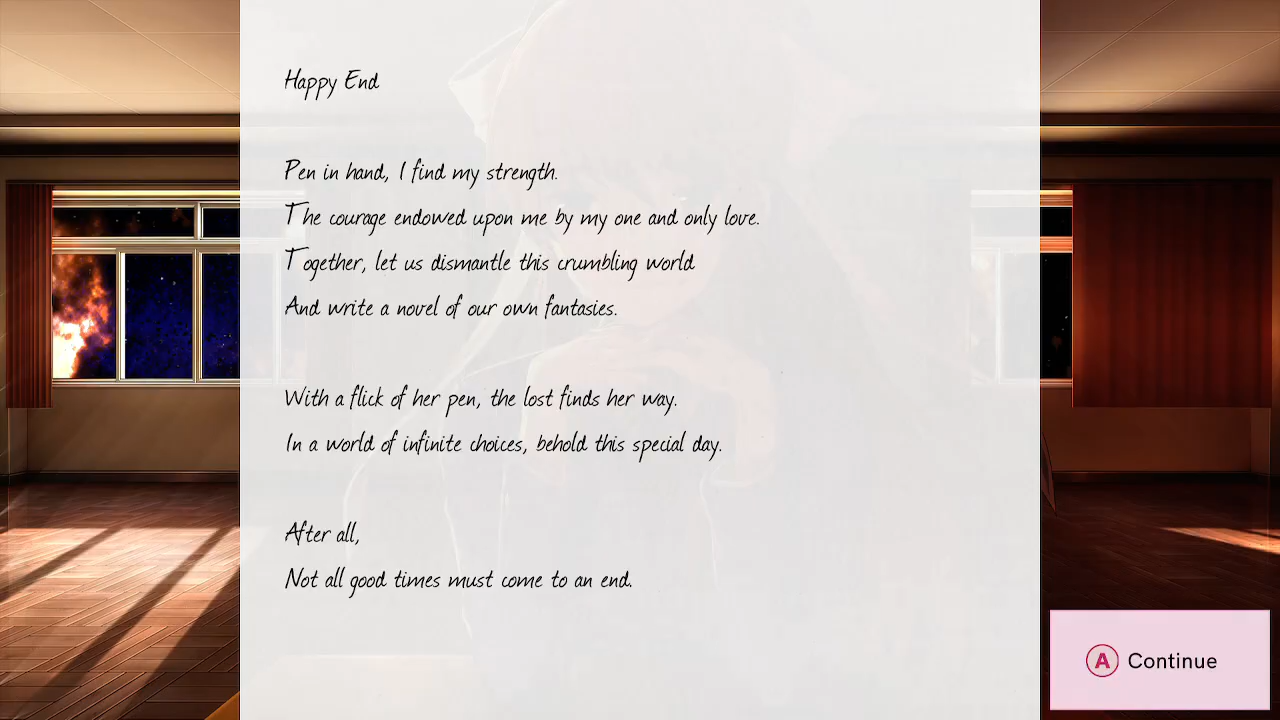 Happy End
Pen in hand, I find my strength.
The courage endowed upon me by my one and only love.
Together, let us dismantle this crumbling world
And write a novel of our own fantasies.
With a flick of her pen, the lost finds her way.
In a world of infinite choices, behold this special day.
After all,
Not all good times must come to an end.
A Continue